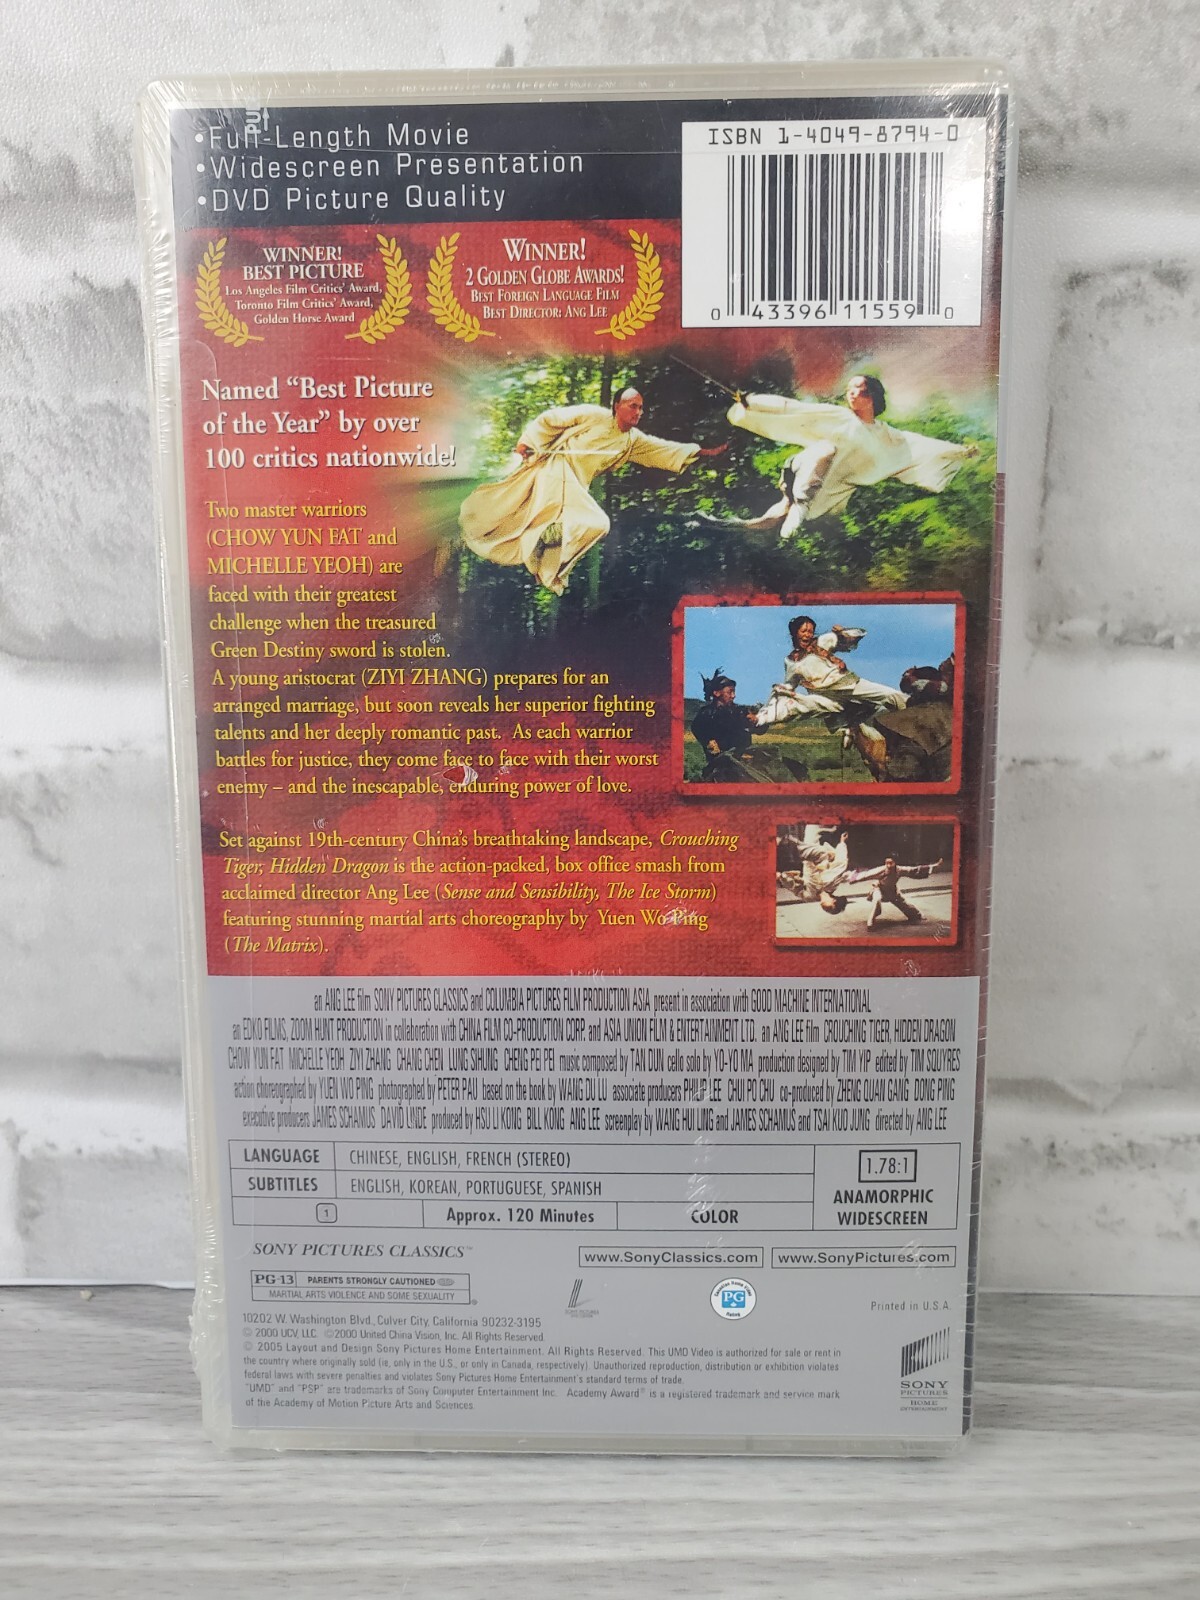 •Full-Length Movie
•Widescreen Presentation
•DVD Picture Quality
ISBN 1-4049-8794-0
0 43396 11559 0
WINNER!
BEST PICTURE
Los Angeles Film Critics' Award,
Toronto Film Critics' Award,
Golden Horse Award
WINNER!
2 GOLDEN GLOBE AWARDS!
BEST FOREIGN LANGUAGE FILM
BEST DIRECTOR: ANG LEE
Named “Best Picture
of the Year” by over
100 critics nationwide!
Two master warriors
(CHOW YUN FAT and
MICHELLE YEOH) are
faced with their greatest
challenge when the treasured
Green Destiny sword is stolen.
A young aristocrat (ZIYI ZHANG) prepares for an
arranged marriage, but soon reveals her superior fighting
talents and her deeply romantic past. As each warrior
battles for justice, they come face to face with their worst
enemy – and the inescapable, enduring power of love.
Set against 19th-century China's breathtaking landscape, Crouching
Tiger, Hidden Dragon is the action-packed, box office smash from
acclaimed director Ang Lee (Sense and Sensibility, The Ice Storm)
featuring stunning martial arts choreography by Yuen Wo Ping
(The Matrix).
an ANG LEE film SONY PICTURES CLASSICS and COLUMBIA PICTURES FILM PRODUCTION ASIA present in association with GOOD MACHINE INTERNATIONAL
an EDKO FILMS, ZOOM HUNT PRODUCTION in collaboration with CHINA FILM CO-PRODUCTION CORP. and ASIA UNION FILM & ENTERTAINMENT LTD. an ANG LEE film CROUCHING TIGER, HIDDEN DRAGON
CHOW YUN FAT MICHELLE YEOH ZIYI ZHANG CHANG CHEN LUNG SIHUNG CHENG PEI PEI music composed by TAN DUN cello solo by YO-YO MA production designed by TIM YIP edited by TIM SQUYRES
action choreographed by YUEN WO PING photographed by PETER PAU based on the book by WANG DU LU associate producers PHILIP LEE CHUI PO CHU co-produced by ZHENG QUAN GANG DONG PING
executive producers JAMES SCHAMUS DAVID LINDE produced by HSU LI KONG BILL KONG ANG LEE screenplay by WANG HUI LING and JAMES SCHAMUS and TSAI KUO JUNG directed by ANG LEE
LANGUAGE CHINESE, ENGLISH, FRENCH (STEREO)
SUBTITLES ENGLISH, KOREAN, PORTUGUESE, SPANISH
1 Approx. 120 Minutes COLOR
1.78:1
ANAMORPHIC
WIDESCREEN
SONY PICTURES CLASSICS™
www.SonyClassics.com
www.SonyPictures.com
PG-13 PARENTS STRONGLY CAUTIONED
MARTIAL ARTS VIOLENCE AND SOME SEXUALITY
PG
Printed in U.S.A.
10202 W. Washington Blvd., Culver City, California 90232-3195
© 2000 UCV, LLC. ©2000 United China Vision, Inc. All Rights Reserved.
© 2005 Layout and Design Sony Pictures Home Entertainment. All Rights Reserved. This UMD Video is authorized for sale or rent in
the country where originally sold (ie, only in the U.S., or only in Canada, respectively). Unauthorized reproduction, distribution or exhibition violates
federal laws with severe penalties and violates Sony Pictures Home Entertainment's standard terms of trade.
"UMD" and "PSP" are trademarks of Sony Computer Entertainment Inc. Academy Award® is a registered trademark and service mark
of the Academy of Motion Picture Arts and Sciences.
SONY
PICTURES
HOME
ENTERTAINMENT